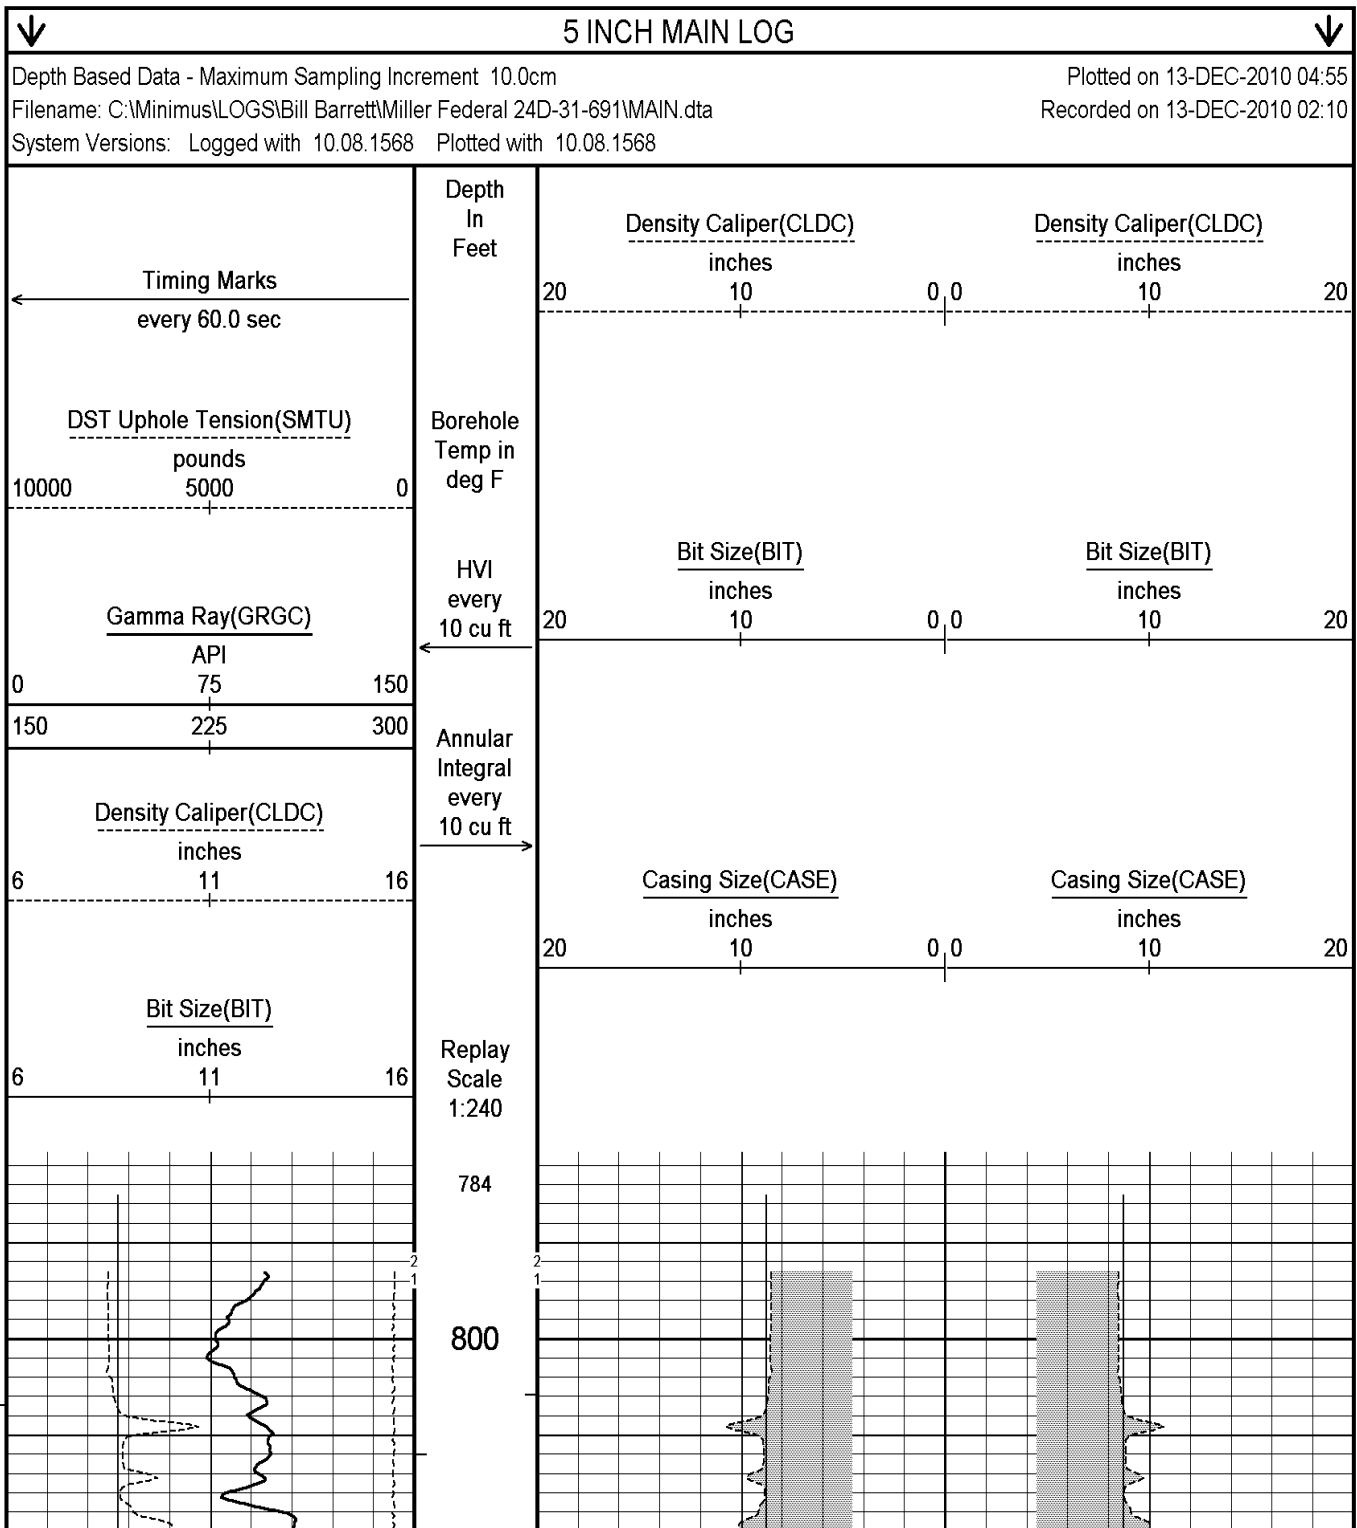 5 INCH MAIN LOG
Depth Based Data - Maximum Sampling Increment 10.0cm
Plotted on 13-DEC-2010 04:55
Filename: C:\Minimus\LOGS\Bill Barrett\Miller Federal 24D-31-691\MAIN.dta
Recorded on 13-DEC-2010 02:10
System Versions: Logged with 10.08.1568 Plotted with 10.08.1568
Timing Marks
every 60.0 sec
DST Uphole Tension(SMTU)
pounds
10000 5000 0
Gamma Ray(GRGC)
API
0 75 150
150 225 300
Density Caliper(CLDC)
inches
6 11 16
Bit Size(BIT)
inches
6 11 16
Depth
In
Feet
Borehole
Temp in
deg F
HVI
every
10 cu ft
Annular
Integral
every
10 cu ft
Replay
Scale
1:240
784
2 2
1 1
800
Density Caliper(CLDC)
inches
20 10 0
Density Caliper(CLDC)
inches
0 10 20
Bit Size(BIT)
inches
20 10 0
Bit Size(BIT)
inches
0 10 20
Casing Size(CASE)
inches
20 10 0
Casing Size(CASE)
inches
0 10 20